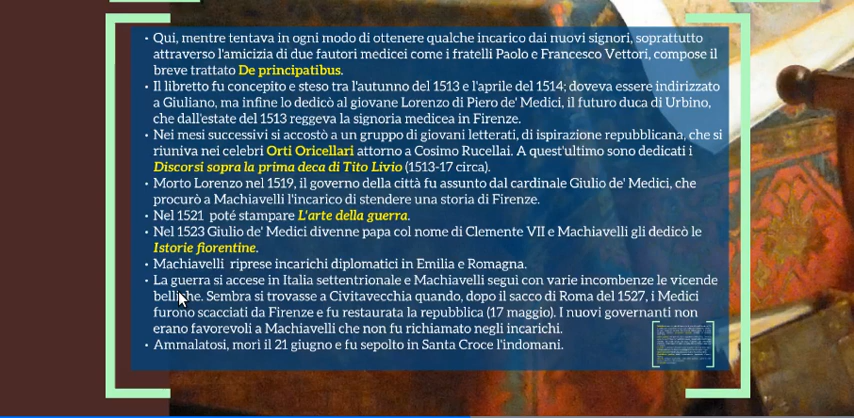 • Qui, mentre tentava in ogni modo di ottenere qualche incarico dai nuovi signori, soprattutto
attraverso l'amicizia di due fautori medicei come i fratelli Paolo e Francesco Vettori, compose il
breve trattato De principatibus.
• Il libretto fu concepito e steso tra l'autunno del 1513 e l'aprile del 1514; doveva essere indirizzato
a Giuliano, ma infine lo dedicò al giovane Lorenzo di Piero de' Medici, il futuro duca di Urbino,
che dall'estate del 1513 reggeva la signoria medicea in Firenze.
• Nei mesi successivi si accostò a un gruppo di giovani letterati, di ispirazione repubblicana, che si
riuniva nei celebri Orti Oricellari attorno a Cosimo Rucellai. A quest'ultimo sono dedicati i
Discorsi sopra la prima deca di Tito Livio (1513-17 circa).
• Morto Lorenzo nel 1519, il governo della città fu assunto dal cardinale Giulio de' Medici, che
procurò a Machiavelli l'incarico di stendere una storia di Firenze.
• Nel 1521 poté stampare L'arte della guerra.
• Nel 1523 Giulio de' Medici divenne papa col nome di Clemente VII e Machiavelli gli dedicò le
Istorie fiorentine.
• Machiavelli riprese incarichi diplomatici in Emilia e Romagna.
• La guerra si accese in Italia settentrionale e Machiavelli seguì con varie incombenze le vicende
belliche. Sembra si trovasse a Civitavecchia quando, dopo il sacco di Roma del 1527, i Medici
furono scacciati da Firenze e fu restaurata la repubblica (17 maggio). I nuovi governanti non
erano favorevoli a Machiavelli che non fu richiamato negli incarichi.
• Ammalatosi, morì il 21 giugno e fu sepolto in Santa Croce l'indomani.